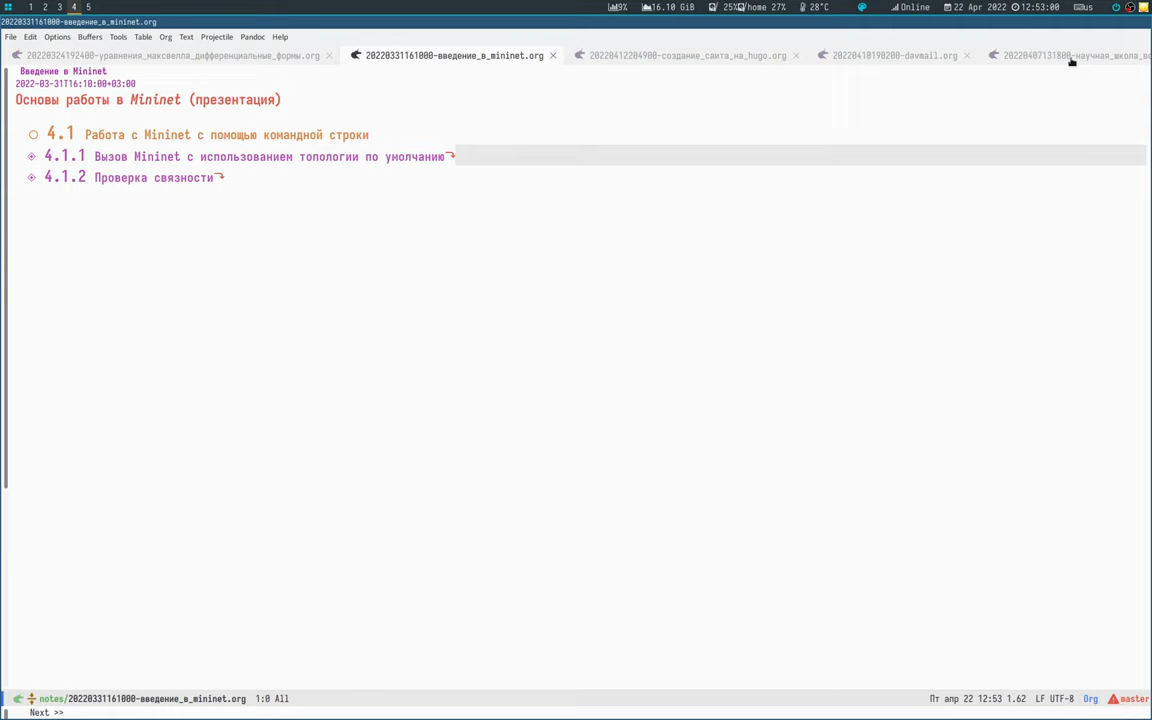 1 2 3 4 5 9% 16.10 GiB 25% /home 27% 28°C Online 22 Apr 2022 12:53:00 us
20220331161000-введение_в_mininet.org
File Edit Options Buffers Tools Table Org Text Projectile Pandoc Help
20220324192400-уравнения_максвелла_дифференциальные_формы.org 20220331161000-введение_в_mininet.org 20220412204900-создание_саита_на_hugo.org 20220410190200-davmail.org 20220407131800-научная_школа_вс
Введение в Mininet
2022-03-31T16:10:00+03:00
Основы работы в Mininet (презентация)
4.1 Работа с Mininet с помощью командной строки
4.1.1 Вызов Mininet с использованием топологии по умолчанию
4.1.2 Проверка связности
notes/20220331161000-введение_в_mininet.org 1:0 All Пт апр 22 12:53 1.62 LF UTF-8 Org master
Next >>